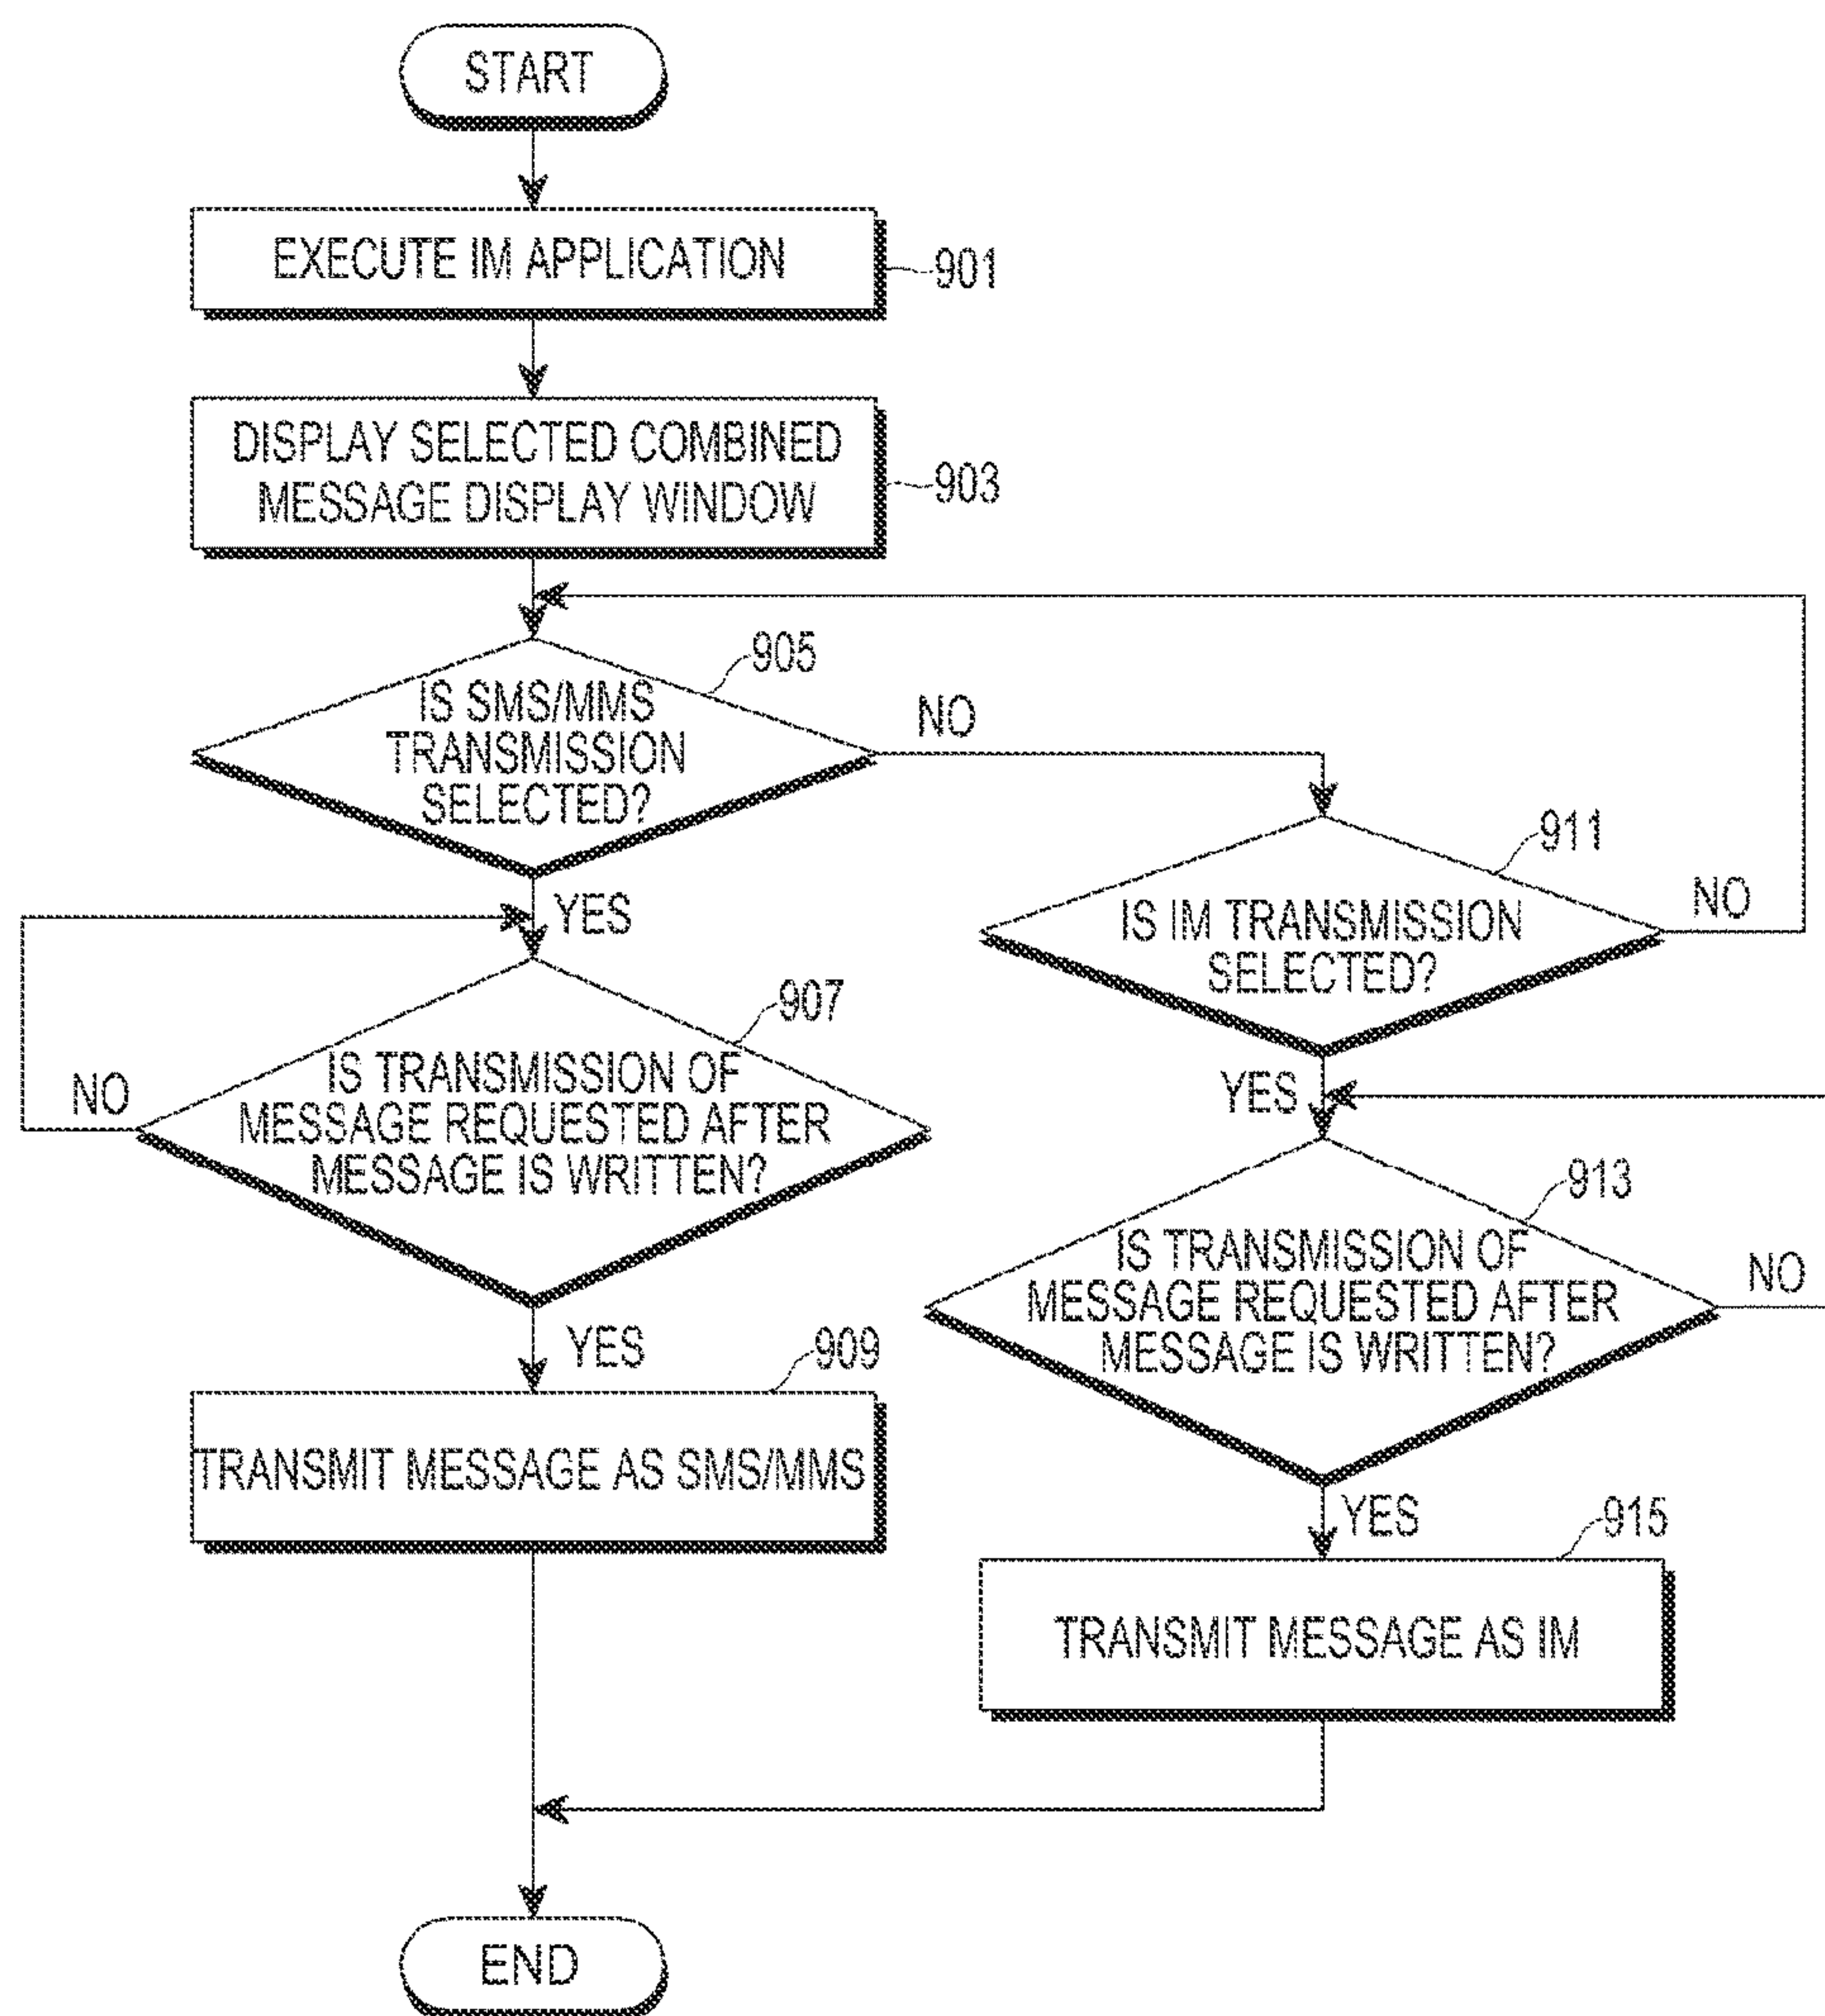 START
EXECUTE IM APPLICATION
901
DISPLAY SELECTED COMBINED
MESSAGE DISPLAY WINDOW
903
905
IS SMS/MMS
TRANSMISSION
SELECTED?
NO
YES
911
IS IM TRANSMISSION
SELECTED?
NO
YES
907
IS TRANSMISSION OF
MESSAGE REQUESTED AFTER
MESSAGE IS WRITTEN?
NO
YES
913
IS TRANSMISSION OF
MESSAGE REQUESTED AFTER
MESSAGE IS WRITTEN?
NO
YES
909
TRANSMIT MESSAGE AS SMS/MMS
915
TRANSMIT MESSAGE AS IM
END